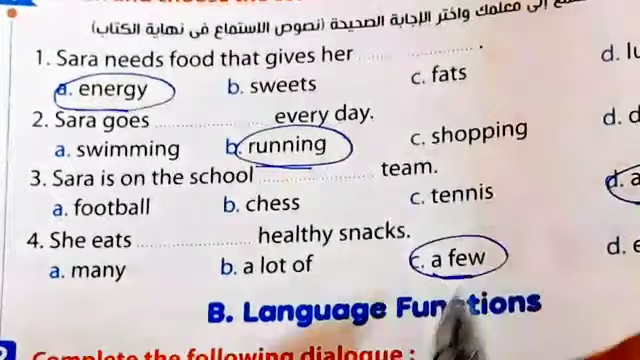 إلى معلمك واختر الإجابة الصحيحة (نصوص الاستماع فى نهاية الكتاب)
1. Sara needs food that gives her .................... .
a. energy b. sweets c. fats d.
2. Sara goes .................... every day.
a. swimming b. running c. shopping d.
3. Sara is on the school .................... team.
a. football b. chess c. tennis d. a
4. She eats .................... healthy snacks.
a. many b. a lot of c. a few d.
B. Language Functions
Complete the following dialogue :